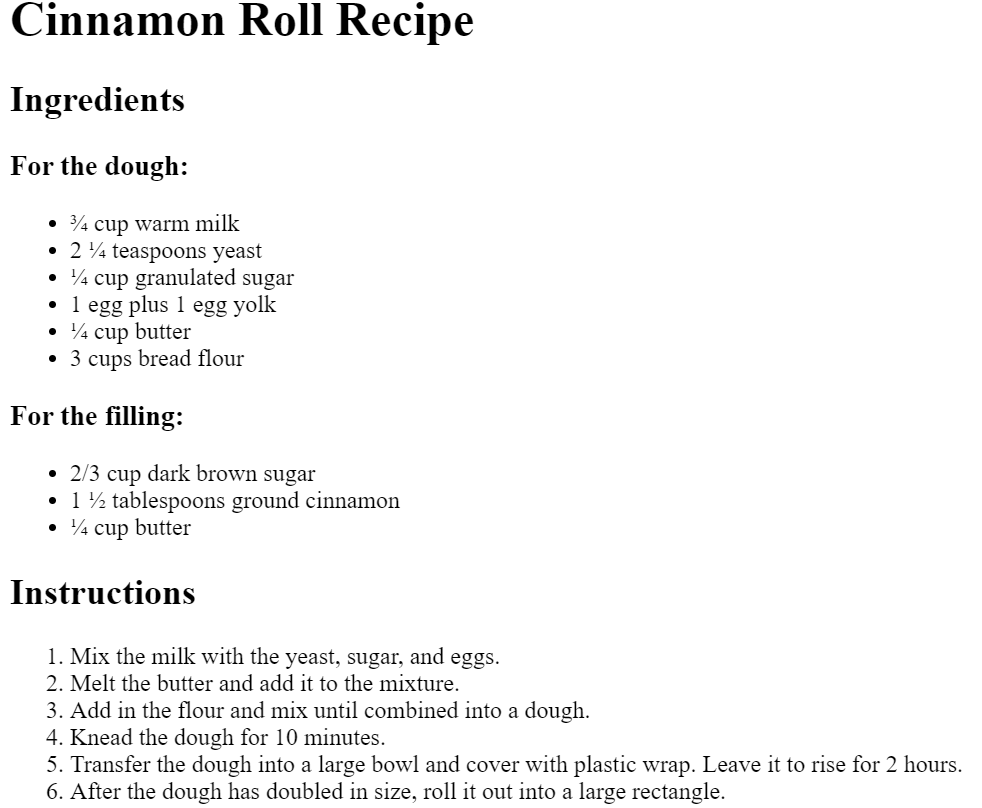 Cinnamon Roll Recipe
Ingredients
For the dough:
• ¾ cup warm milk
• 2 ¼ teaspoons yeast
• ¼ cup granulated sugar
• 1 egg plus 1 egg yolk
• ¼ cup butter
• 3 cups bread flour
For the filling:
• 2/3 cup dark brown sugar
• 1 ½ tablespoons ground cinnamon
• ¼ cup butter
Instructions
1. Mix the milk with the yeast, sugar, and eggs.
2. Melt the butter and add it to the mixture.
3. Add in the flour and mix until combined into a dough.
4. Knead the dough for 10 minutes.
5. Transfer the dough into a large bowl and cover with plastic wrap. Leave it to rise for 2 hours.
6. After the dough has doubled in size, roll it out into a large rectangle.